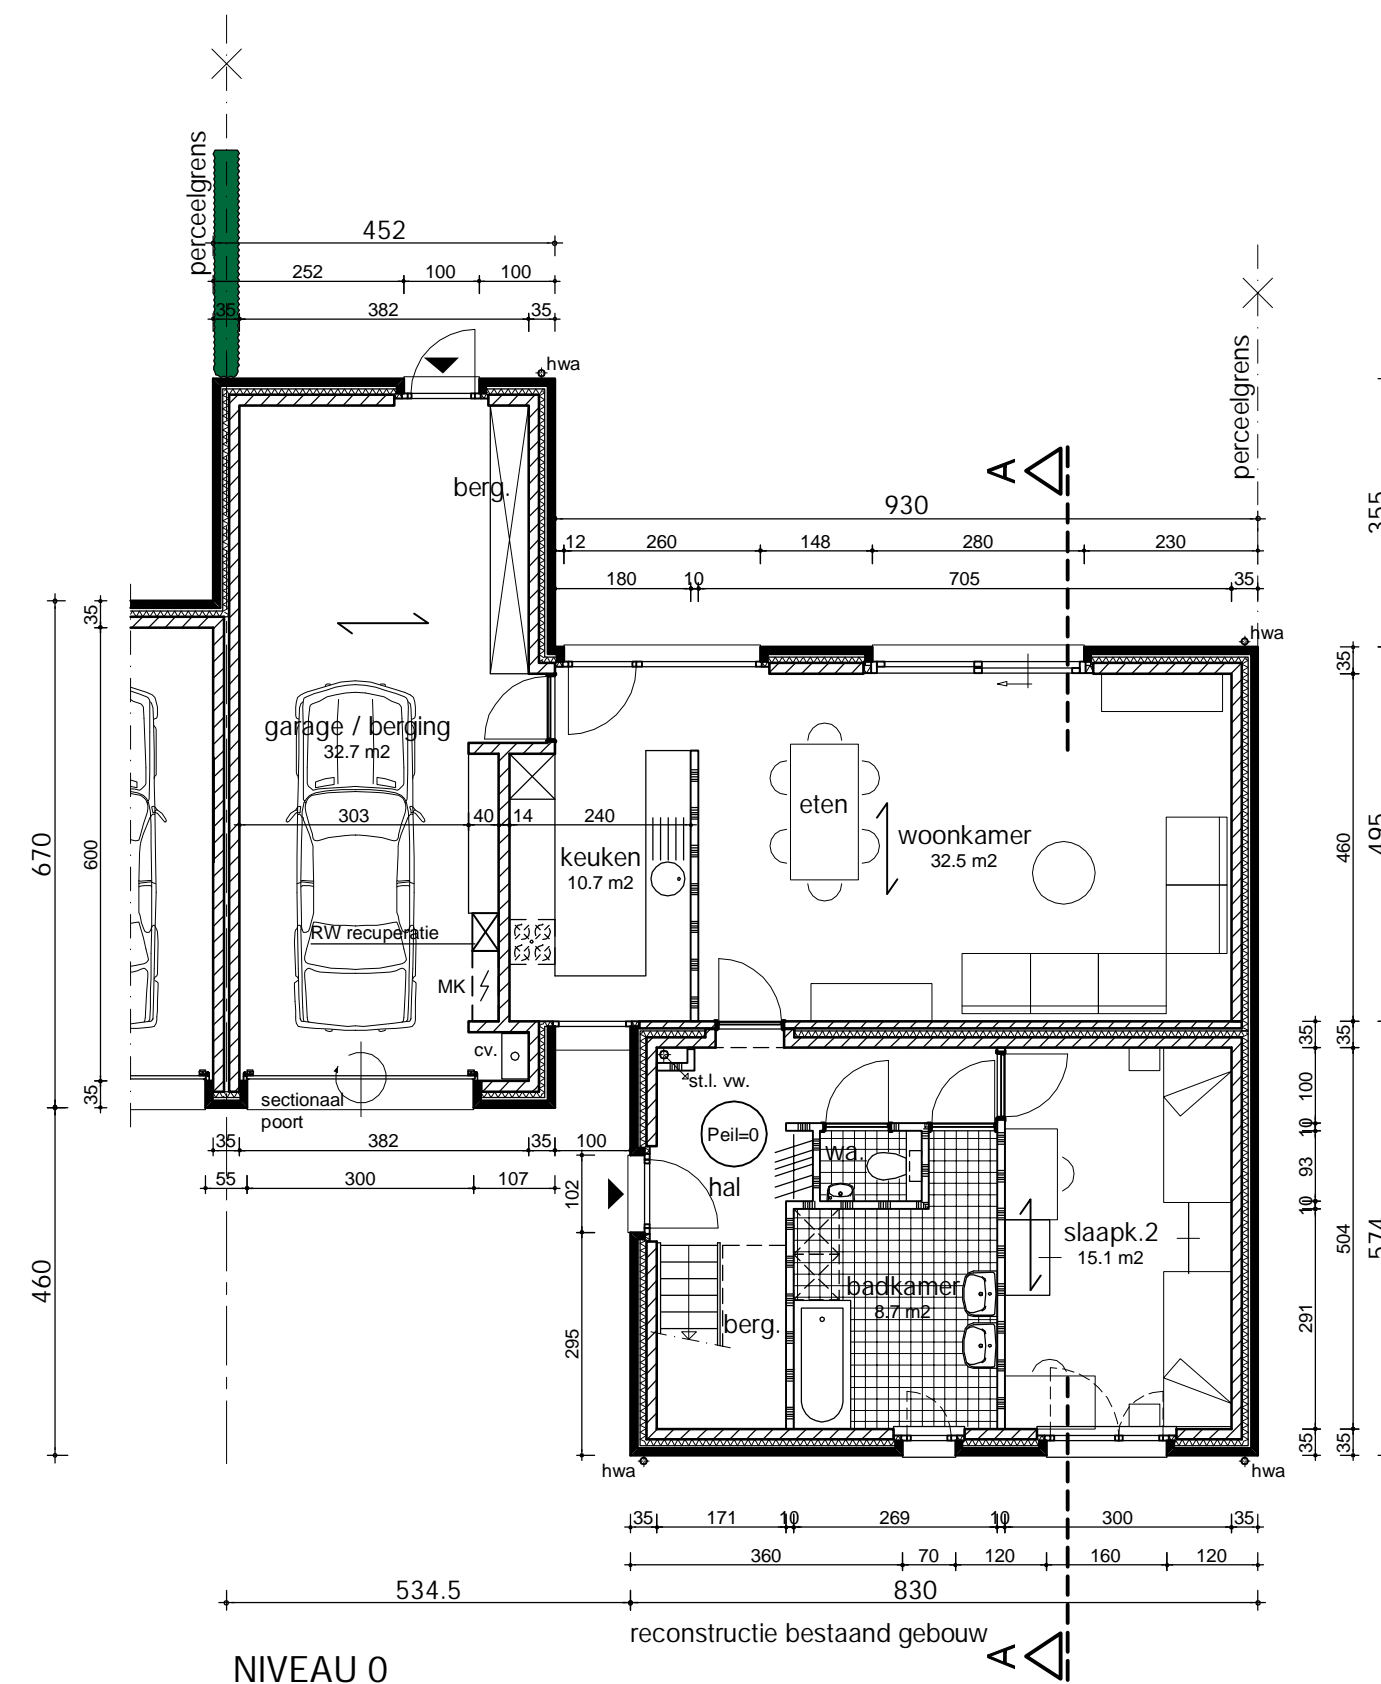 perceelgrens
452
252 100 100
35 382 35
hwa
perceelgrens
berg.
A
930
355
12 260 148 280 230
180 10 705 35
hwa
35
35
garage / berging
32.7 m2
eten
woonkamer
32.5 m2
303 40 14 240
keuken
10.7 m2
670
600
460
495
RW recuperatie
MK
cv.
st.l. vw.
35
35
35
sectionaal
poort
Peil=0
35 382 35 100
55 300 107
wa.
hal
102
100
10
93
10
504
574
slaapk.2
15.1 m2
badkamer
8.7 m2
berg.
460
295
291
35
35
hwa
hwa
35 171 10 269 10 300 35
360 70 120 160 120
534.5 830
reconstructie bestaand gebouw
A
NIVEAU 0